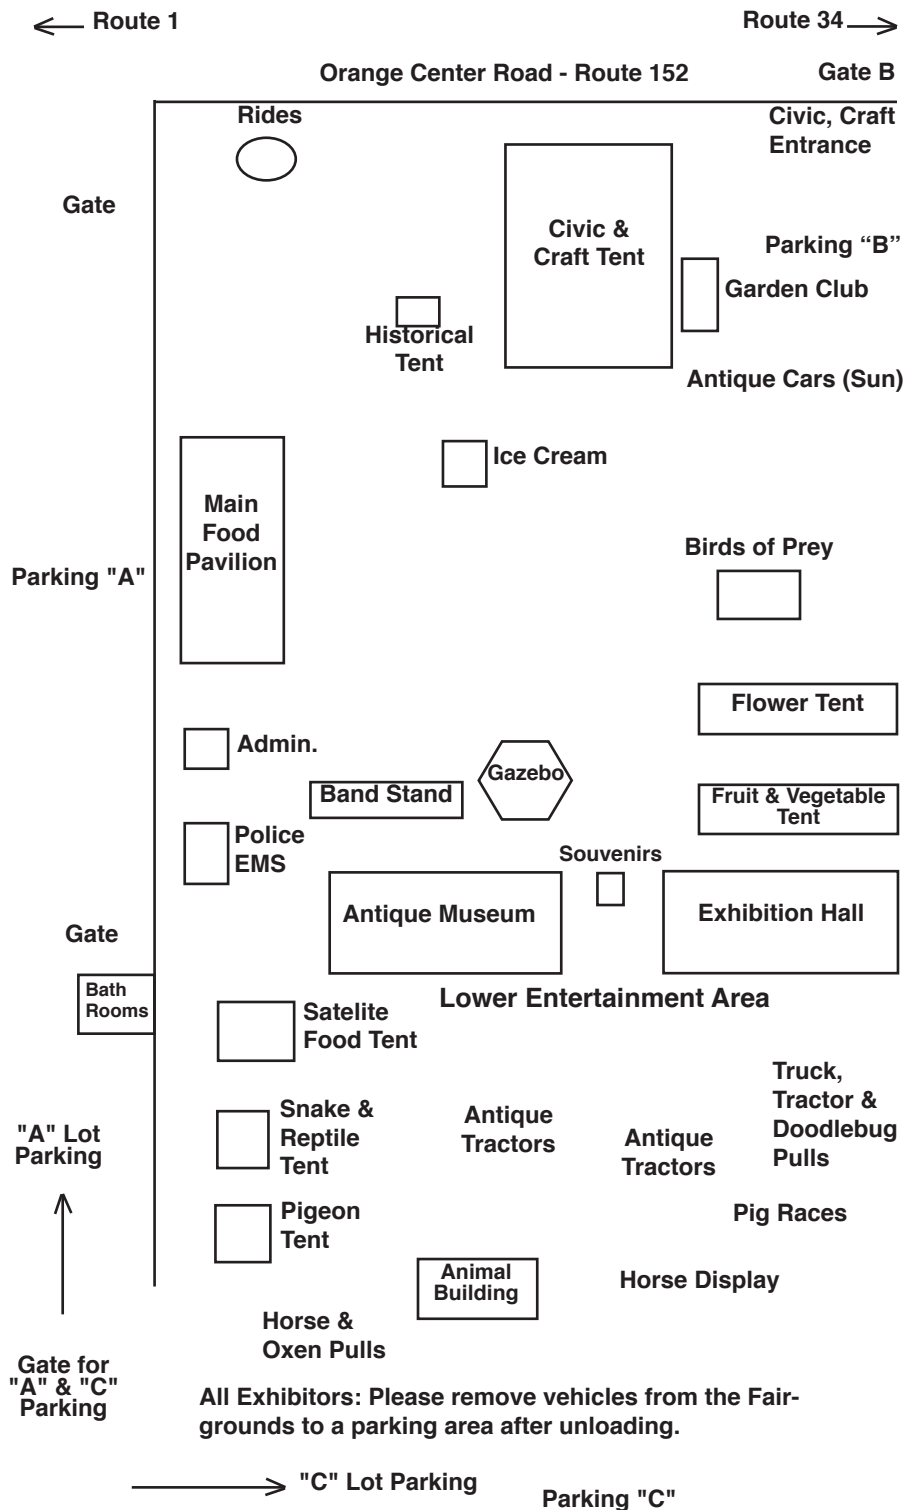 Route 1
Route 34
Orange Center Road - Route 152
Gate B
Rides
Civic, Craft
Entrance
Gate
Civic &
Craft Tent
Parking “B”
Garden Club
Historical
Tent
Antique Cars (Sun)
Ice Cream
Main
Food
Pavilion
Birds of Prey
Parking "A"
Flower Tent
Admin.
Gazebo
Band Stand
Fruit & Vegetable
Tent
Police
EMS
Souvenirs
Antique Museum
Exhibition Hall
Gate
Bath
Rooms
Lower Entertainment Area
Satelite
Food Tent
Truck,
Tractor &
Doodlebug
Pulls
Snake &
Reptile
Tent
Antique
Tractors
Antique
Tractors
"A" Lot
Parking
Pigeon
Tent
Pig Races
Animal
Building
Horse Display
Horse &
Oxen Pulls
Gate for
"A" & "C"
Parking
All Exhibitors: Please remove vehicles from the Fair-
grounds to a parking area after unloading.
"C" Lot Parking
Parking "C"